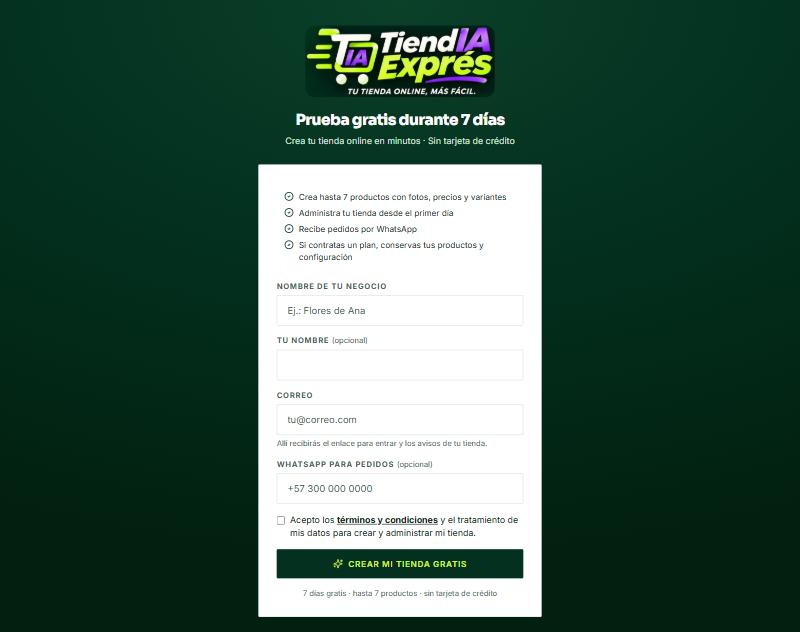 TIA
TiendIA
Exprés
TU TIENDA ONLINE, MÁS FÁCIL.
Prueba gratis durante 7 días
Crea tu tienda online en minutos · Sin tarjeta de crédito
Crea hasta 7 productos con fotos, precios y variantes
Administra tu tienda desde el primer día
Recibe pedidos por WhatsApp
Si contratas un plan, conservas tus productos y
configuración
NOMBRE DE TU NEGOCIO
Ej.: Flores de Ana
TU NOMBRE (opcional)
CORREO
tu@correo.com
Allí recibirás el enlace para entrar y los avisos de tu tienda.
WHATSAPP PARA PEDIDOS (opcional)
+57 300 000 0000
Acepto los términos y condiciones y el tratamiento de
mis datos para crear y administrar mi tienda.
CREAR MI TIENDA GRATIS
7 días gratis · hasta 7 productos · sin tarjeta de crédito